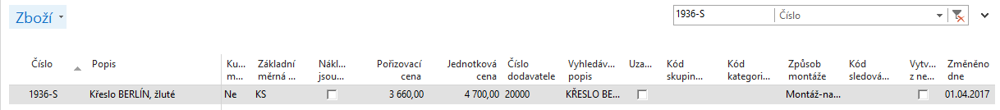 Zboží
1936-S Číslo
Číslo Popis Ku... m... Základní měrná ... Nákl... jsou... Pořizovací cena Jednotková cena Číslo dodavatele Vyhledáv... popis Uza... Kód skupin... Kód kategori... Způsob montáže Kód sledová... Vytv... z ne... Změněno dne
1936-S Křeslo BERLÍN, žluté Ne KS 3 660,00 4 700,00 20000 KŘESLO BE... Montáž-na... 01.04.2017